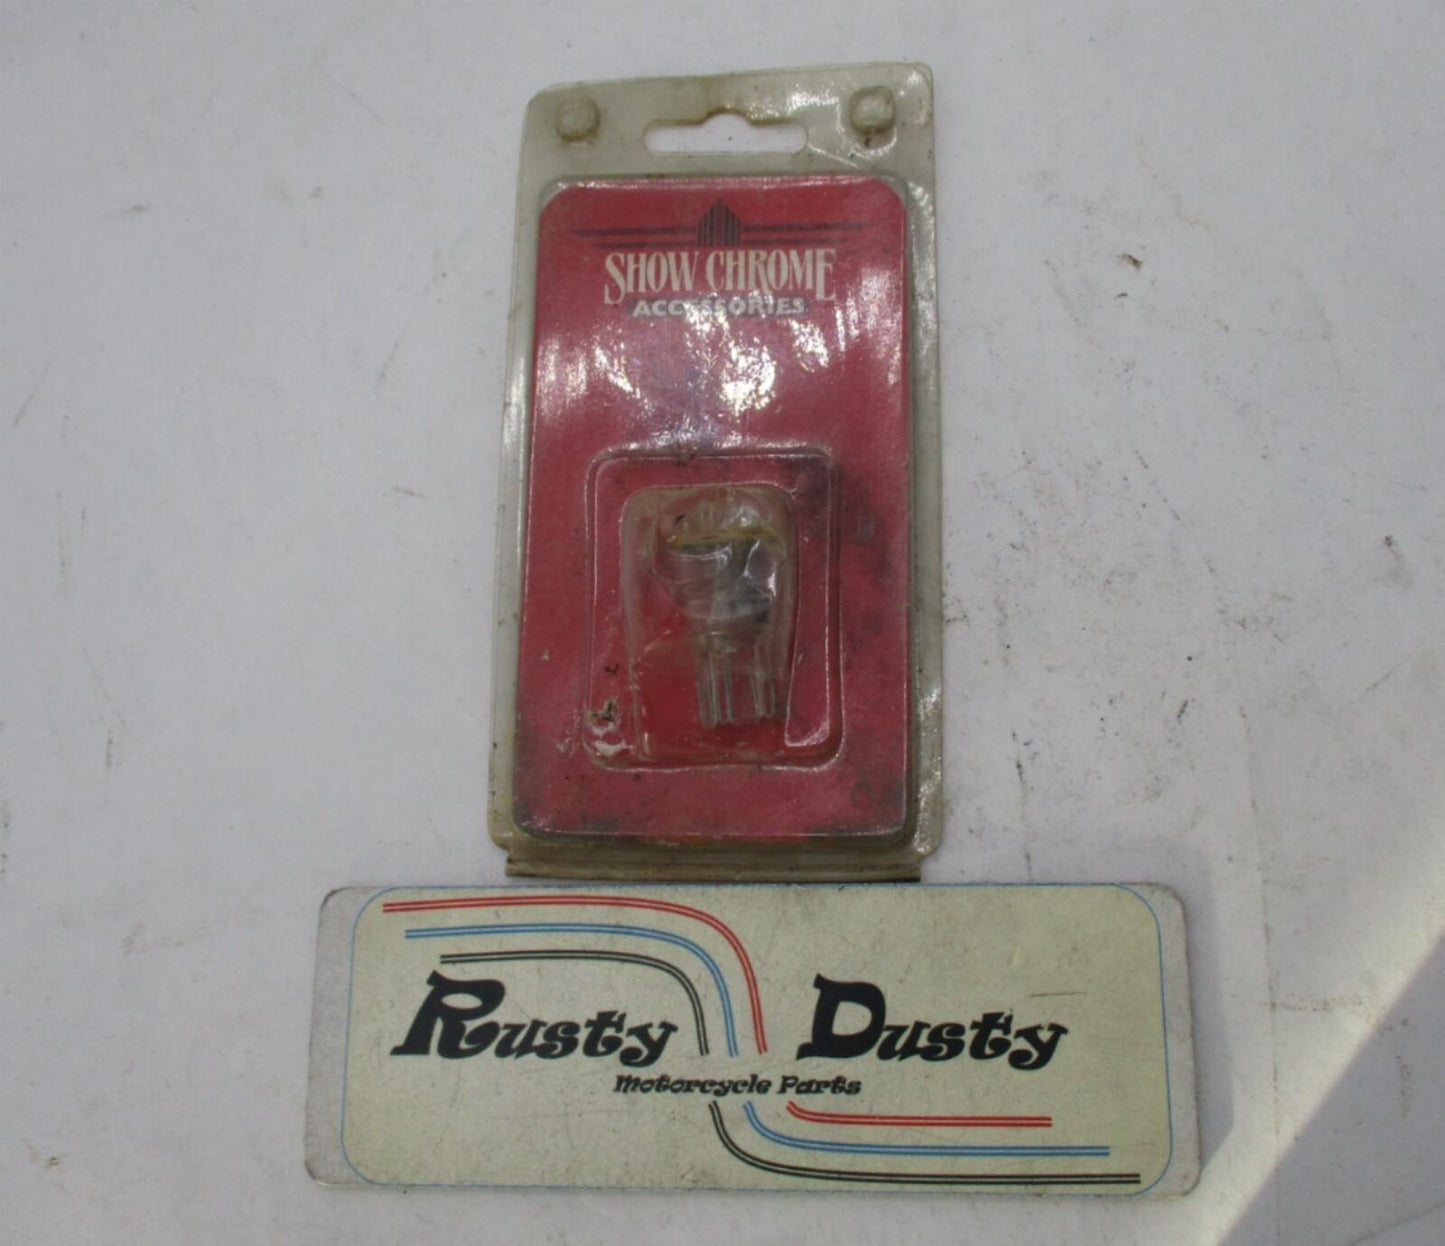 SHOW CHROME
ACCESSORIES
Rusty Dusty
Motorcycle Parts